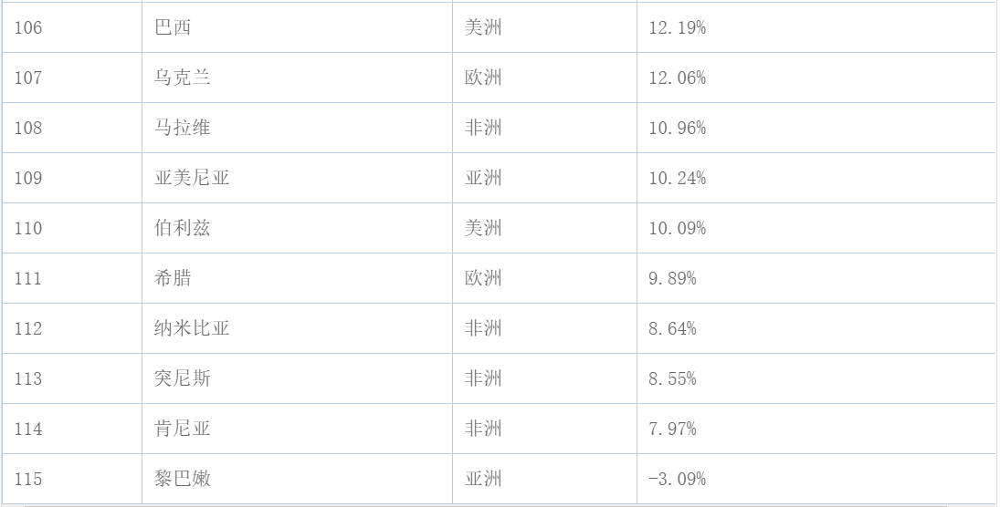 106 巴西 美洲 12.19%
107 乌克兰 欧洲 12.06%
108 马拉维 非洲 10.96%
109 亚美尼亚 亚洲 10.24%
110 伯利兹 美洲 10.09%
111 希腊 欧洲 9.89%
112 纳米比亚 非洲 8.64%
113 突尼斯 非洲 8.55%
114 肯尼亚 非洲 7.97%
115 黎巴嫩 亚洲 -3.09%